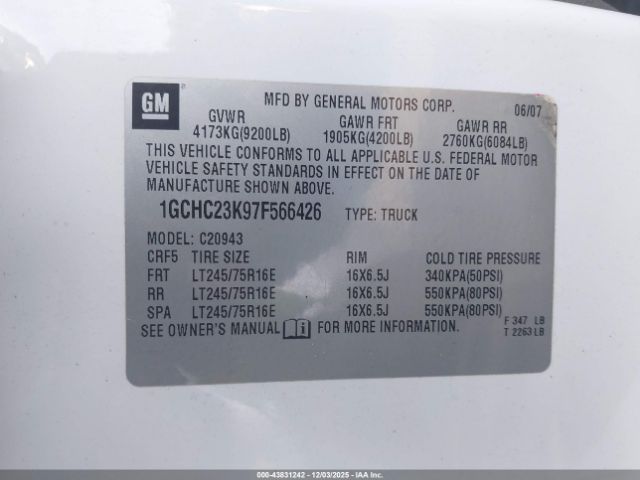 GM
MFD BY GENERAL MOTORS CORP. 06/07
GVWR GAWR FRT GAWR RR
4173KG(9200LB) 1905KG(4200LB) 2760KG(6084LB)
THIS VEHICLE CONFORMS TO ALL APPLICABLE U.S. FEDERAL MOTOR
VEHICLE SAFETY STANDARDS IN EFFECT ON THE DATE OF
MANUFACTURE SHOWN ABOVE.
1GCHC23K97F566426 TYPE: TRUCK
MODEL: C20943
CRF5 TIRE SIZE RIM COLD TIRE PRESSURE
FRT LT245/75R16E 16X6.5J 340KPA(50PSI)
RR LT245/75R16E 16X6.5J 550KPA(80PSI)
SPA LT245/75R16E 16X6.5J 550KPA(80PSI)
SEE OWNER'S MANUAL i FOR MORE INFORMATION.
F 347 LB
T 2263 LB
000-43831242 - 12/03/2025 - IAA Inc.